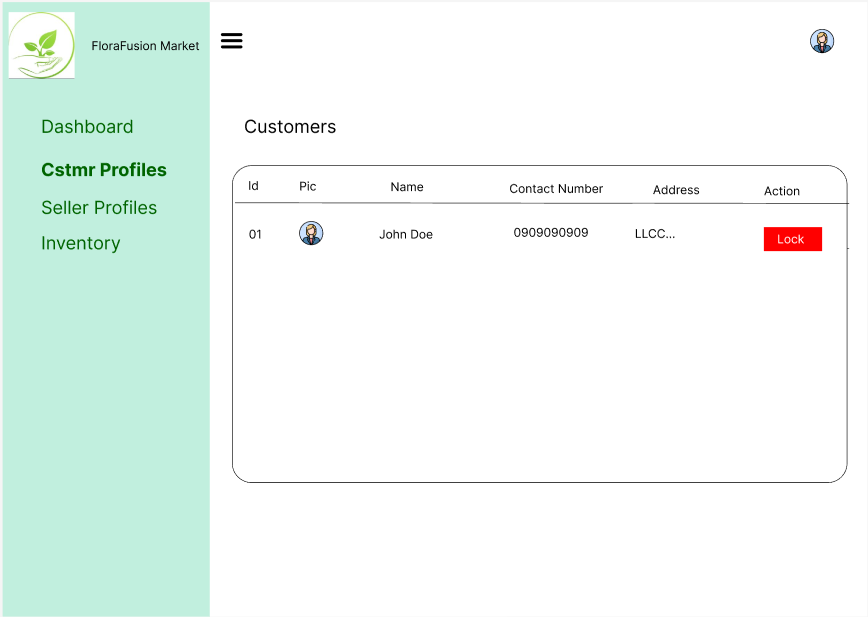 FloraFusion Market
Dashboard
Cstmr Profiles
Seller Profiles
Inventory
Customers
Id Pic Name Contact Number Address Action
01 John Doe 0909090909 LLCC... Lock